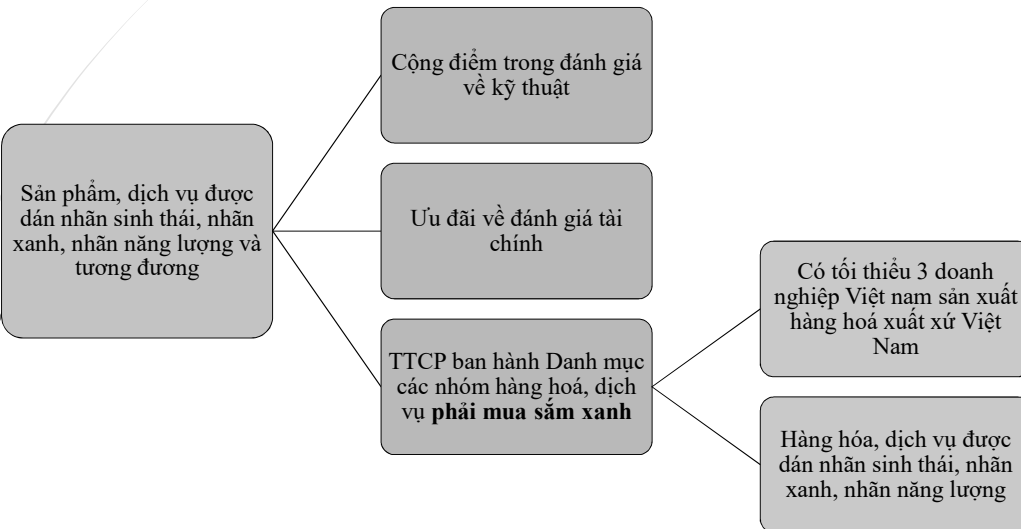 Cộng điểm trong đánh giá
về kỹ thuật
Sản phẩm, dịch vụ được
dán nhãn sinh thái, nhãn
xanh, nhãn năng lượng và
tương đương
Ưu đãi về đánh giá tài
chính
TTCP ban hành Danh mục
các nhóm hàng hoá, dịch
vụ phải mua sắm xanh
Có tối thiểu 3 doanh
nghiệp Việt nam sản xuất
hàng hoá xuất xứ Việt
Nam
Hàng hóa, dịch vụ được
dán nhãn sinh thái, nhãn
xanh, nhãn năng lượng